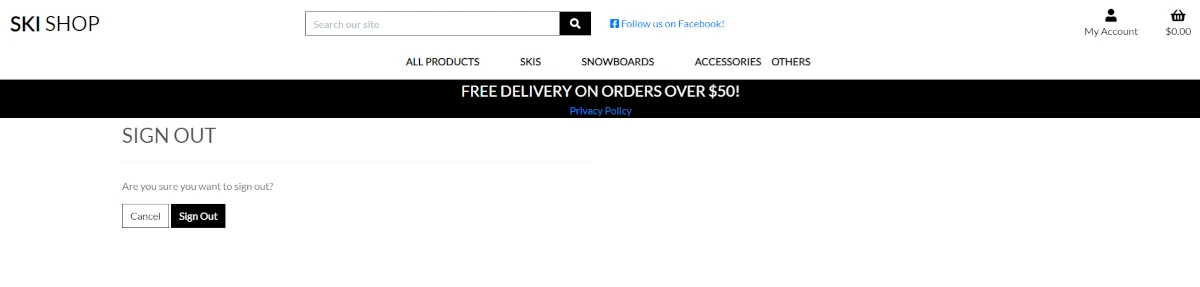 SKI SHOP
Search our site
Follow us on Facebook!
My Account
$0.00
ALL PRODUCTS SKIS SNOWBOARDS ACCESSORIES OTHERS
FREE DELIVERY ON ORDERS OVER $50!
Privacy Policy
SIGN OUT
Are you sure you want to sign out?
Cancel Sign Out